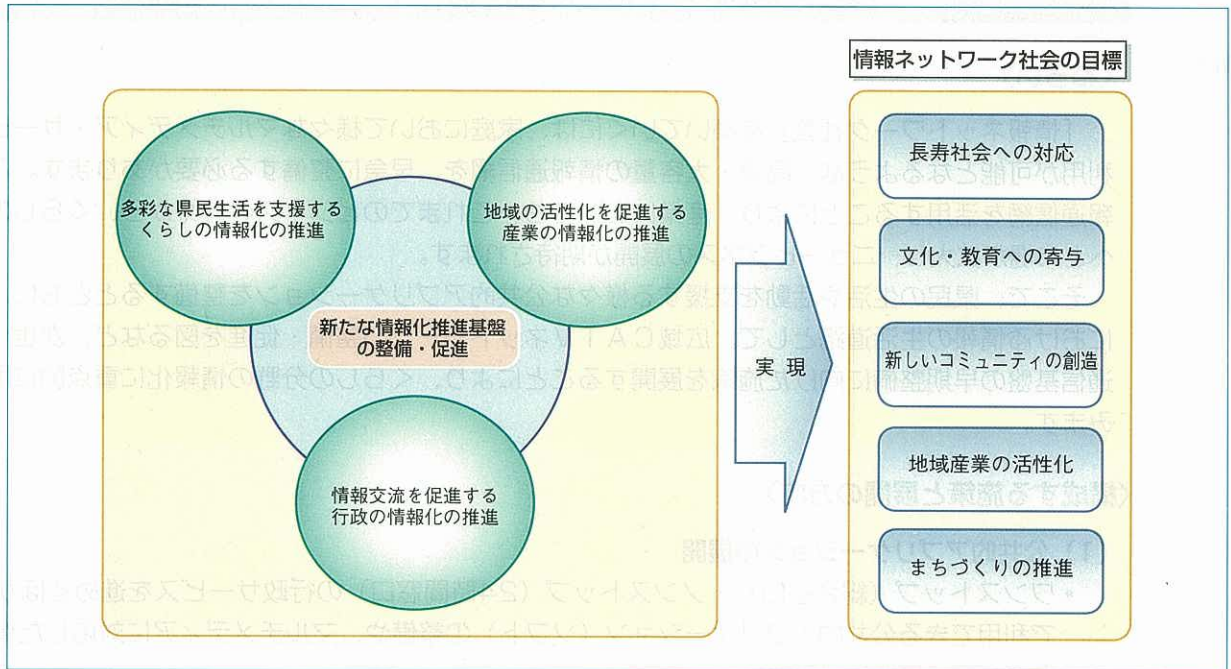 情報ネットワーク社会の目標
多彩な県民生活を支援する
くらしの情報化の推進
地域の活性化を促進する
産業の情報化の推進
新たな情報化推進基盤
の整備・促進
情報交流を促進する
行政の情報化の推進
実現
長寿社会への対応
文化・教育への寄与
新しいコミュニティの創造
地域産業の活性化
まちづくりの推進